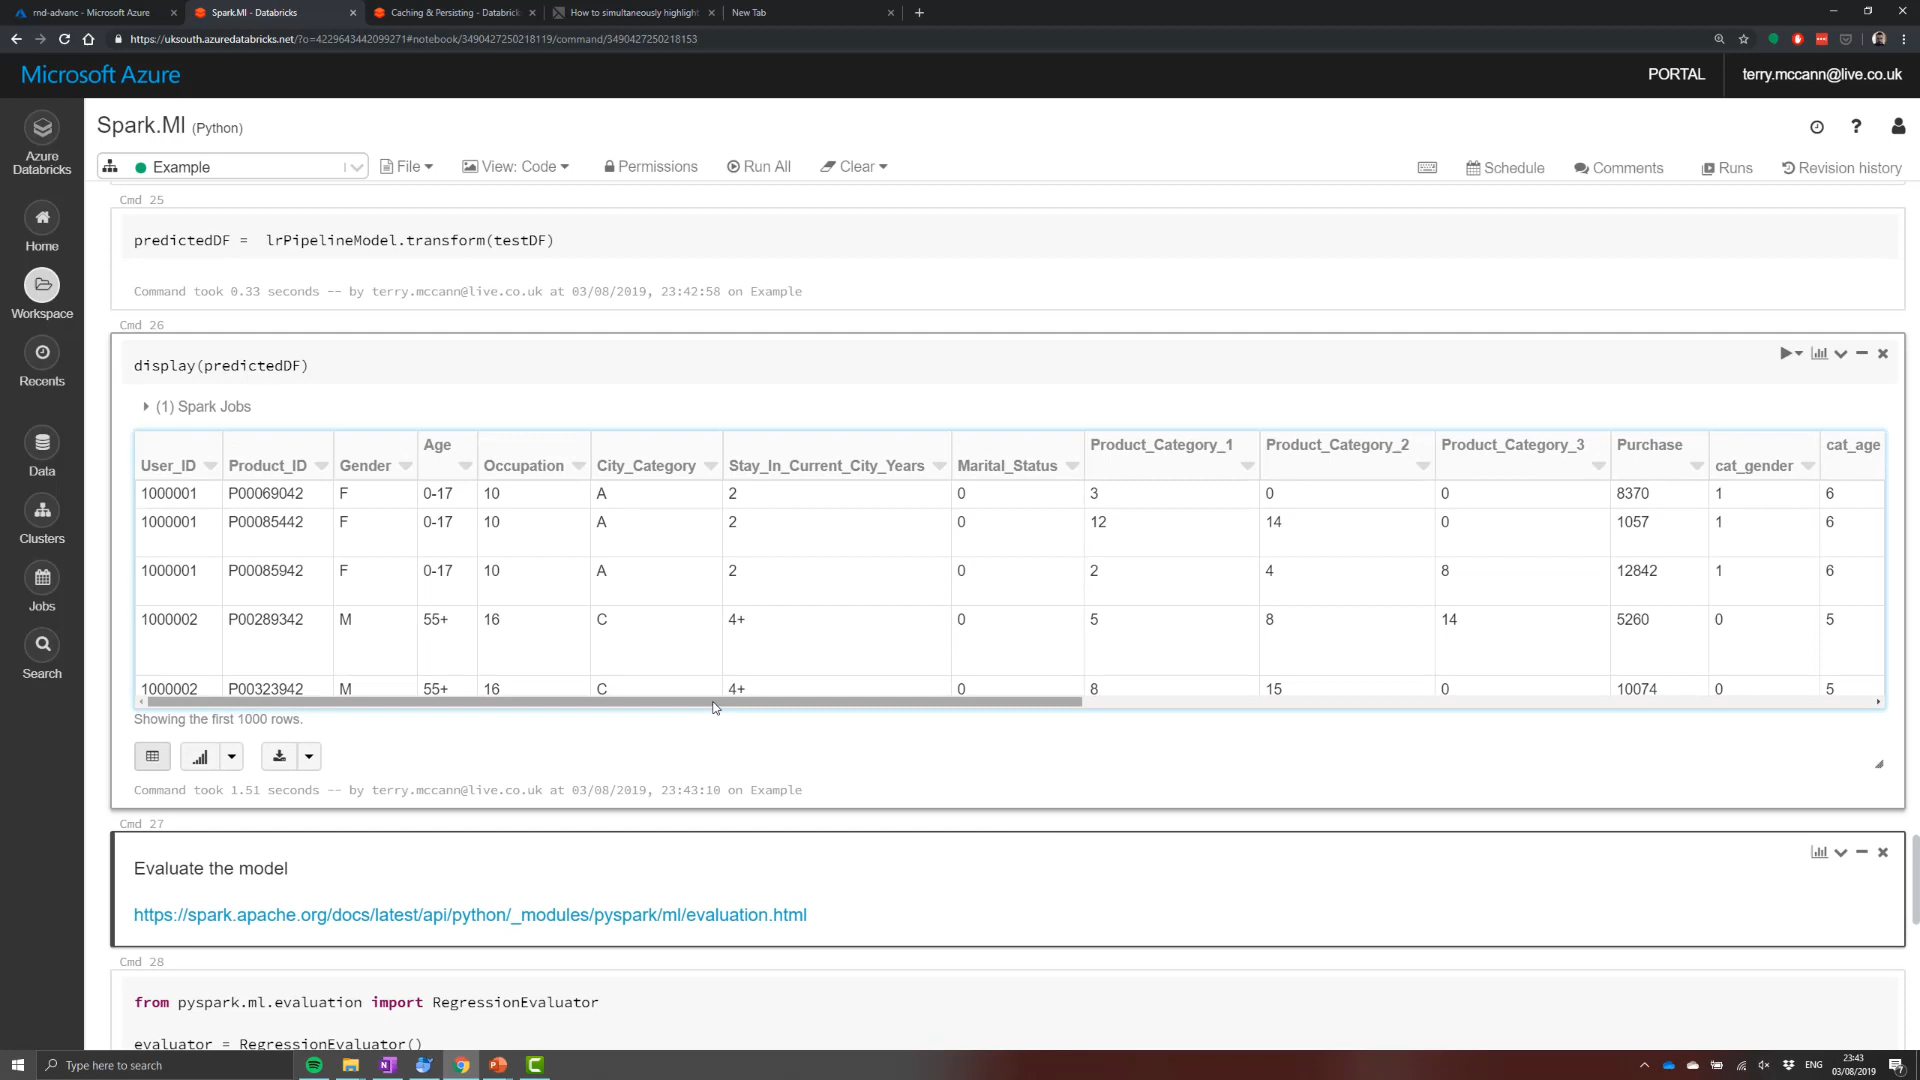 rnd-advanc - Microsoft Azure
Spark.Ml - Databricks
Caching & Persisting - Databrick
How to simultaneously highlight
New Tab
https://uksouth.azuredatabricks.net/?o=4229643442099271#notebook/3490427250218119/command/3490427250218153
Microsoft Azure
PORTAL
terry.mccann@live.co.uk
Azure
Databricks
Home
Workspace
Recents
Data
Clusters
Jobs
Search
Spark.Ml (Python)
Example
File
View: Code
Permissions
Run All
Clear
Schedule
Comments
Runs
Revision history
Cmd 25
predictedDF = lrPipelineModel.transform(testDF)
Command took 0.33 seconds -- by terry.mccann@live.co.uk at 03/08/2019, 23:42:58 on Example
Cmd 26
display(predictedDF)
(1) Spark Jobs
User_ID Product_ID Gender Age Occupation City_Category Stay_In_Current_City_Years Marital_Status Product_Category_1 Product_Category_2 Product_Category_3 Purchase cat_gender cat_age
1000001 P00069042 F 0-17 10 A 2 0 3 0 0 8370 1 6
1000001 P00085442 F 0-17 10 A 2 0 12 14 0 1057 1 6
1000001 P00085942 F 0-17 10 A 2 0 2 4 8 12842 1 6
1000002 P00289342 M 55+ 16 C 4+ 0 5 8 14 5260 0 5
1000002 P00323942 M 55+ 16 C 4+ 0 8 15 0 10074 0 5
Showing the first 1000 rows.
Command took 1.51 seconds -- by terry.mccann@live.co.uk at 03/08/2019, 23:43:10 on Example
Cmd 27
Evaluate the model
https://spark.apache.org/docs/latest/api/python/_modules/pyspark/ml/evaluation.html
Cmd 28
from pyspark.ml.evaluation import RegressionEvaluator
evaluator = RegressionEvaluator()
Type here to search
ENG
23:43
03/08/2019